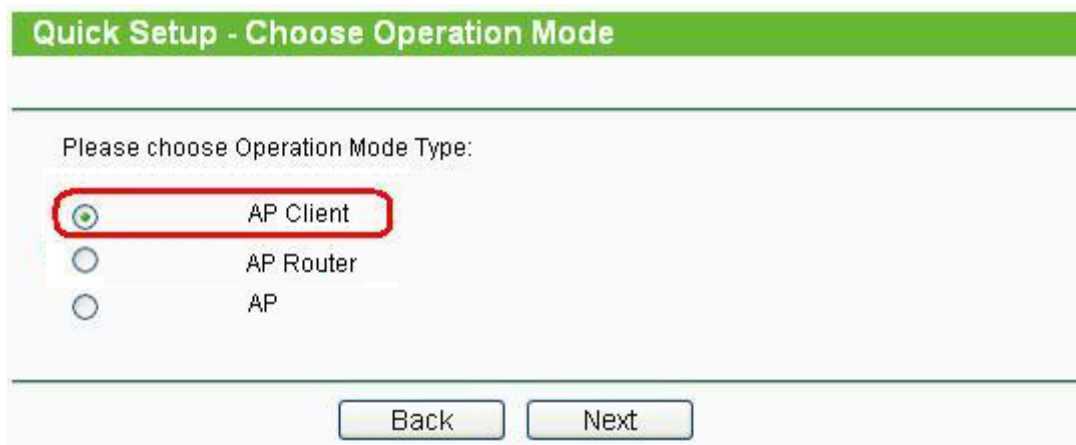 Quick Setup - Choose Operation Mode
Please choose Operation Mode Type:
AP Client
AP Router
AP
Back Next